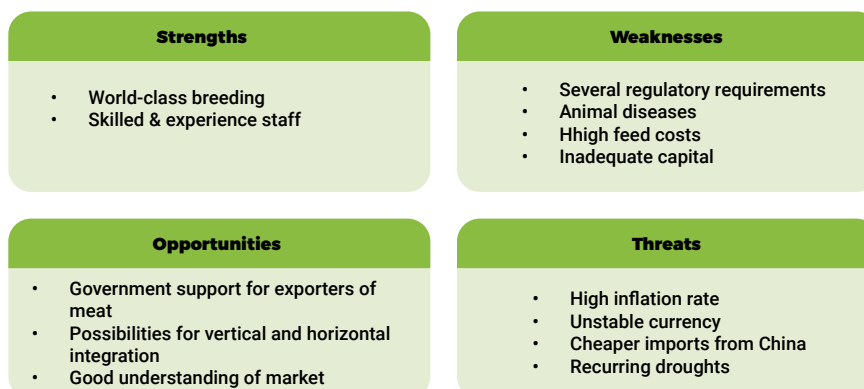 Strengths
• World-class breeding
• Skilled & experience staff
Weaknesses
• Several regulatory requirements
• Animal diseases
• Hhigh feed costs
• Inadequate capital
Opportunities
• Government support for exporters of
meat
• Possibilities for vertical and horizontal
integration
• Good understanding of market
Threats
• High inflation rate
• Unstable currency
• Cheaper imports from China
• Recurring droughts